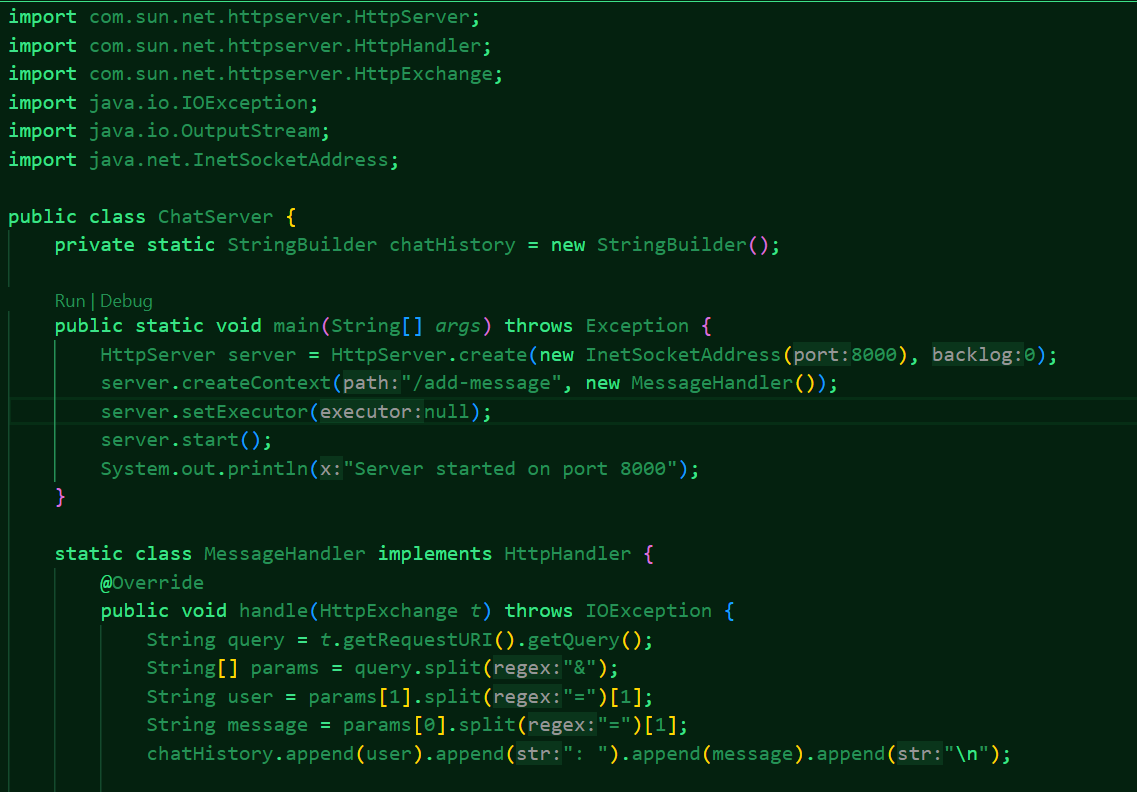 import com.sun.net.httpserver.HttpServer;
import com.sun.net.httpserver.HttpHandler;
import com.sun.net.httpserver.HttpExchange;
import java.io.IOException;
import java.io.OutputStream;
import java.net.InetSocketAddress;

public class ChatServer {
    private static StringBuilder chatHistory = new StringBuilder();

    Run | Debug
    public static void main(String[] args) throws Exception {
        HttpServer server = HttpServer.create(new InetSocketAddress(port:8000), backlog:0);
        server.createContext(path:"/add-message", new MessageHandler());
        server.setExecutor(executor:null);
        server.start();
        System.out.println(x:"Server started on port 8000");
    }

    static class MessageHandler implements HttpHandler {
        @Override
        public void handle(HttpExchange t) throws IOException {
            String query = t.getRequestURI().getQuery();
            String[] params = query.split(regex:"&");
            String user = params[1].split(regex:"=")[1];
            String message = params[0].split(regex:"=")[1];
            chatHistory.append(user).append(str:": ").append(message).append(str:"\n");